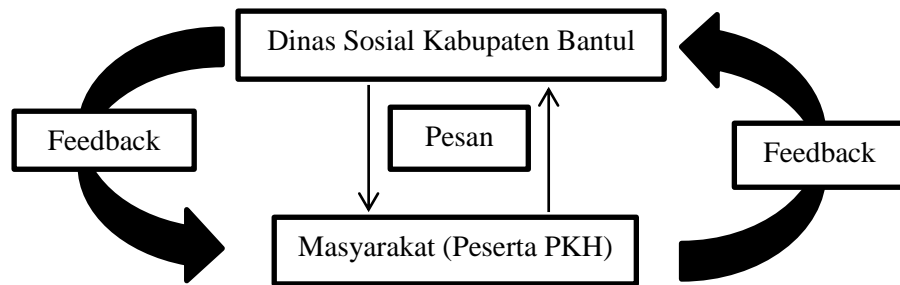 Dinas Sosial Kabupaten Bantul
Feedback
Pesan
Feedback
Masyarakat (Peserta PKH)